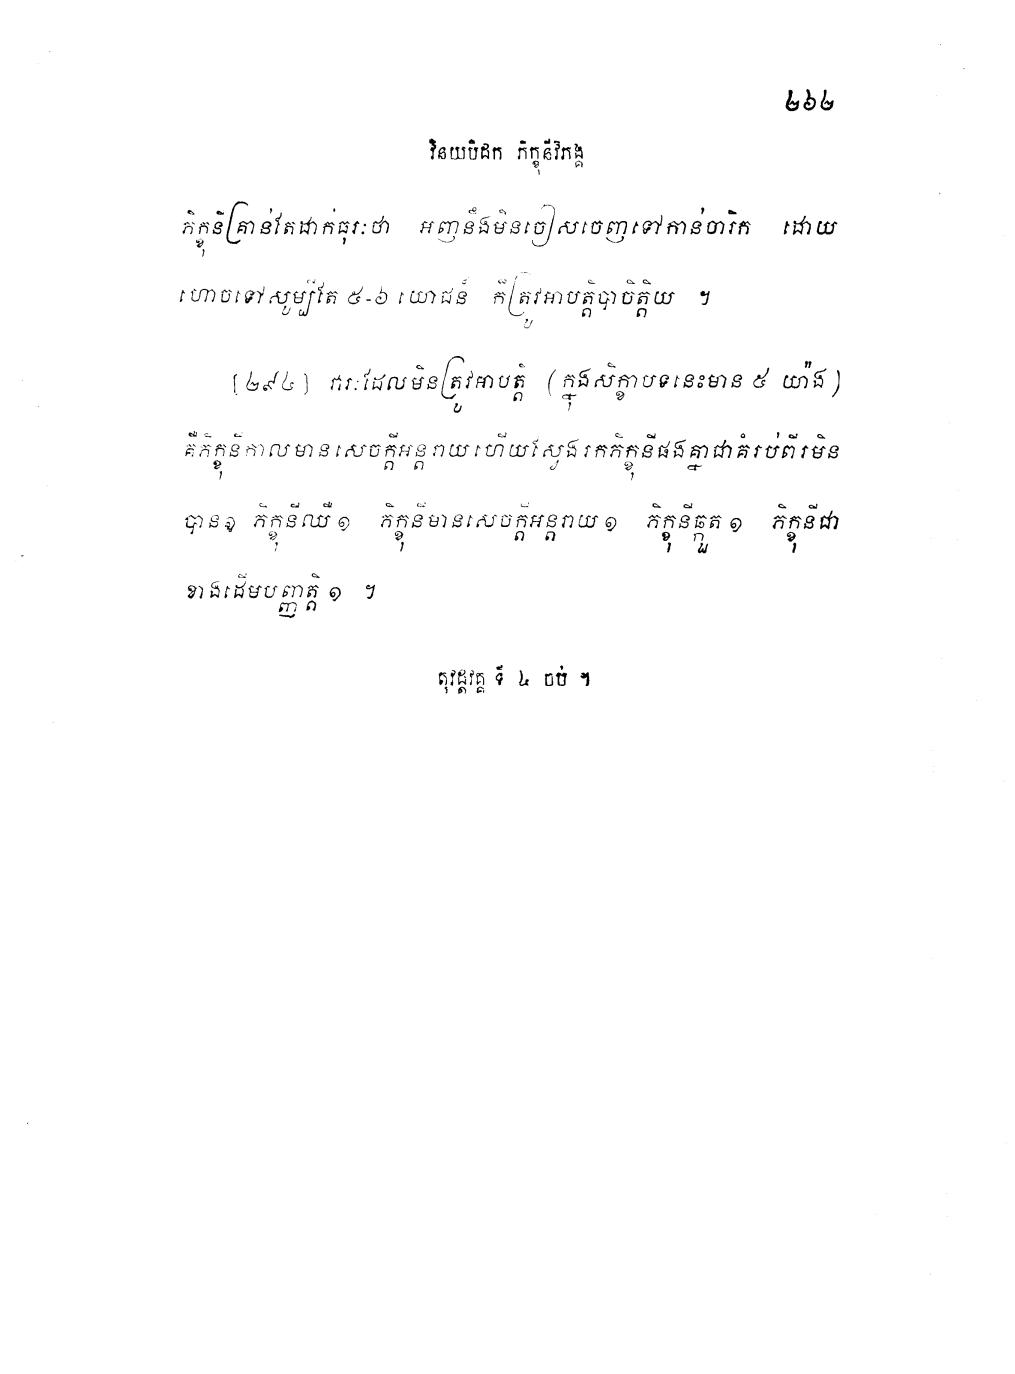 ២៦៤
វិនយបិដក ភិក្ខុនីវិភង្គ
ភិក្ខុនីគ្រាន់តែដាក់ធុរៈថា អញនឹងមិនចៀសចេញទៅកាន់ចារិក ដោយ
ហោចទៅសូម្បីតែ ៥-៦ យោជន៍ ក៏ត្រូវអាបត្តិបាចិត្តិយ ។
[២៩៤] ឯរៈដែលមិនត្រូវអាបត្តិ (ក្នុងសិក្ខាបទនេះមាន ៥ យ៉ាង)
គឺភិក្ខុនីកាលមានសេចក្តីអន្តរាយហើយស្វែងរកភិក្ខុនីផងគ្នាជាគំរប់ពីរមិន
បាន១ ភិក្ខុនីឈឺ ១ ភិក្ខុនីមានសេចក្តីអន្តរាយ ១ ភិក្ខុនីឆ្កួត ១ ភិក្ខុនីជា
ខាងដើមបញ្ញត្តិ ១ ។
តុវដ្តវគ្គ ទី ៤ ចប់ ។